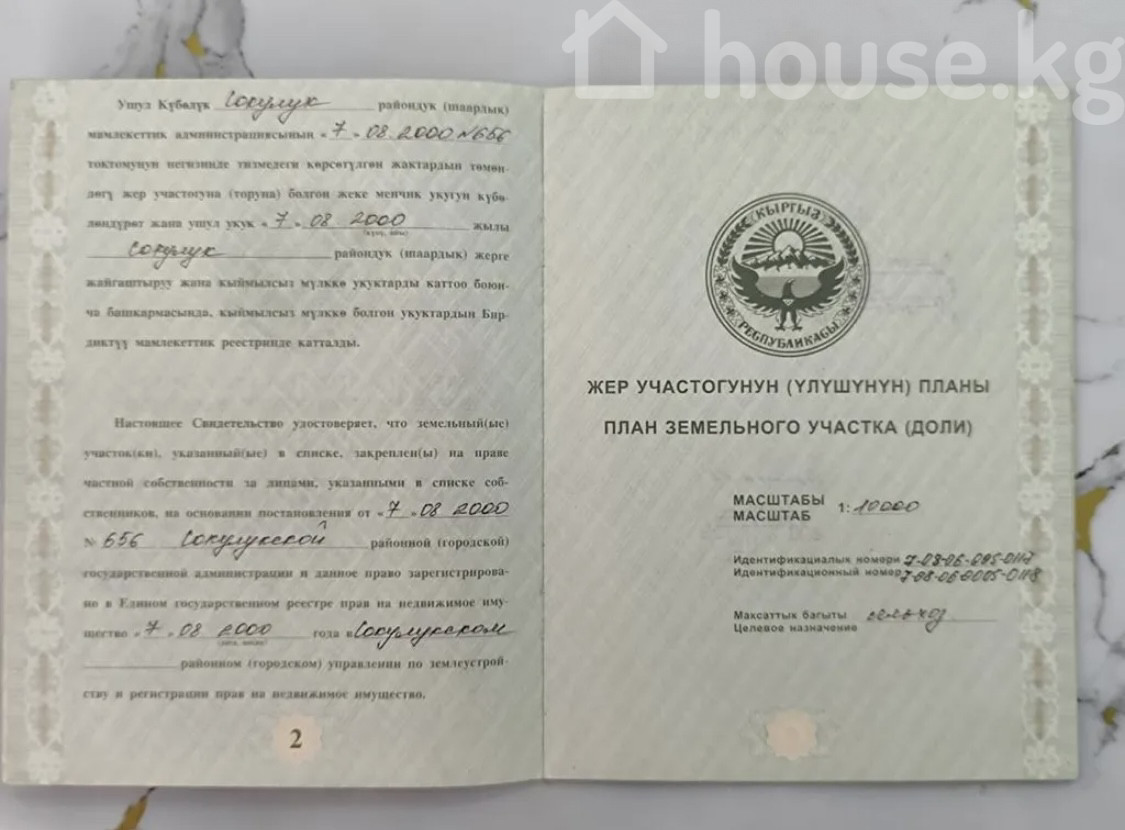 house.kg
Ушул Күбөлүк Сокулук райондук (шаардык)
мамлекеттик администрациясынын «7» 08. 2000 №656
токтомунун негизинде тизмедеги көрсөтүлгөн жактардын төмөн-
дөгү жер участогуна (торуна) болгон жеке менчик укугун күбө-
лөндүрөт жана ушул укук «7» 08 2000 жылы
Сокулук райондук (шаардык) жерге
жайгаштыруу жана кыймылсыз мүлккө укуктарды каттоо боюн-
ча башкармасында, кыймылсыз мүлккө болгон укуктардын Бир-
диктүү мамлекеттик реестринде катталды.
Настоящее Свидетельство удостоверяет, что земельный(ые)
участок(ки), указанный(ые) в списке, закреплен(ы) на праве
частной собственности за лицами, указанными в списке соб-
ственников, на основании постановления от «7» 08 2000
№ 656 Сокулукской районной (городской)
государственной администрации и данное право зарегистрирова-
но в Едином государственном реестре прав на недвижимое иму-
щество «7» 08 2000 года в Сокулукском
районном (городском) управлении по землеустрой-
ству и регистрации прав на недвижимое имущество.
2
КЫРГЫЗ
РЕСПУБЛИКАСЫ
ЖЕР УЧАСТОГУНУН (ҮЛҮШҮНҮН) ПЛАНЫ
ПЛАН ЗЕМЕЛЬНОГО УЧАСТКА (ДОЛИ)
МАСШТАБЫ
МАСШТАБ 1: 10000
Идентификациалык номери
Идентификационный номер
Максаттык багыты сельхоз
Целевое назначение